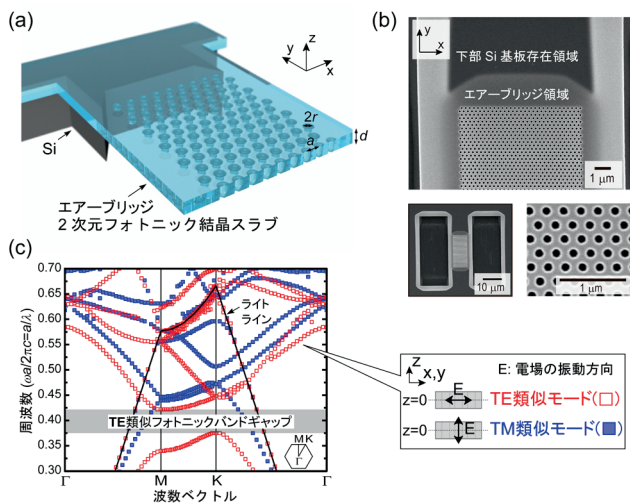 (a)
z
y
x
2r
a
d
Si
エアーブリッジ
2次元フォトニック結晶スラブ
(b)
y
x
下部 Si 基板存在領域
エアーブリッジ領域
1 μm
10 μm
1 μm
(c)
周波数 (ωa/2πc=a/λ)
0.70
0.65
0.60
0.55
0.50
0.45
0.40
0.35
0.30
ライト
ライン
TE類似フォトニックバンドギャップ
M K
Γ
Γ M K Γ
波数ベクトル
z
x,y
E: 電場の振動方向
E
z=0
TE類似モード(□)
z=0
E
TM類似モード(■)